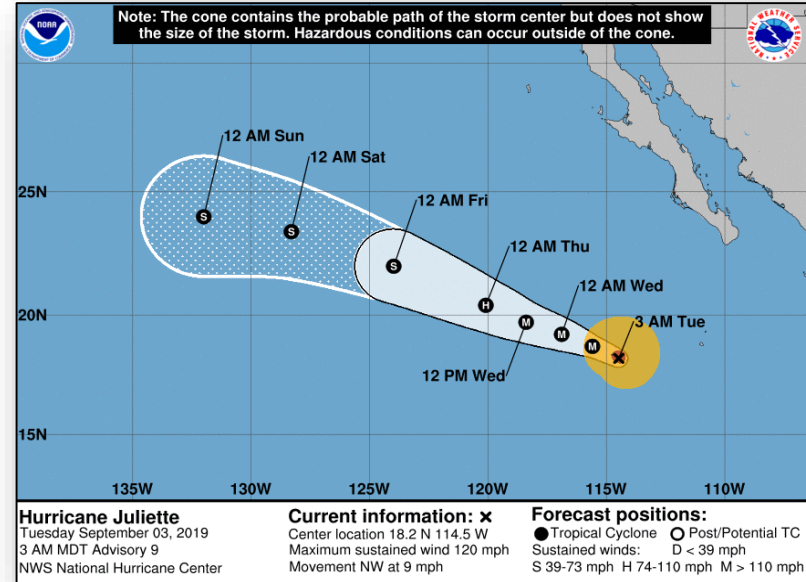 Note: The cone contains the probable path of the storm center but does not show
the size of the storm. Hazardous conditions can occur outside of the cone.
NOAA
NATIONAL WEATHER SERVICE
12 AM Sun
12 AM Sat
12 AM Fri
12 AM Thu
12 AM Wed
3 AM Tue
12 PM Wed
S
S
S
H
M
M
M
25N
20N
15N
135W 130W 125W 120W 115W 110W
Hurricane Juliette
Tuesday September 03, 2019
3 AM MDT Advisory 9
NWS National Hurricane Center
Current information: ×
Center location 18.2 N 114.5 W
Maximum sustained wind 120 mph
Movement NW at 9 mph
Forecast positions:
● Tropical Cyclone ○ Post/Potential TC
Sustained winds: D < 39 mph
S 39-73 mph H 74-110 mph M > 110 mph